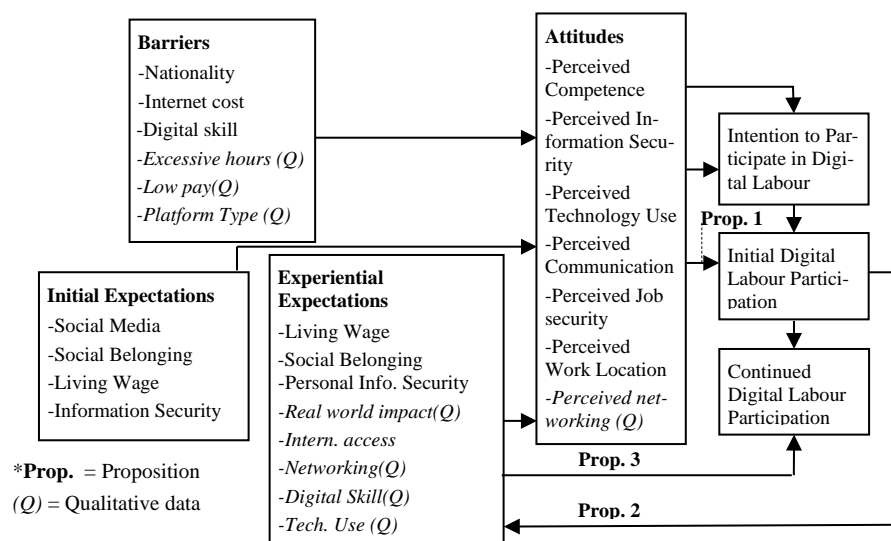 Barriers
-Nationality
-Internet cost
-Digital skill
-Excessive hours (Q)
-Low pay(Q)
-Platform Type (Q)
Initial Expectations
-Social Media
-Social Belonging
-Living Wage
-Information Security
Experiential
Expectations
-Living Wage
-Social Belonging
-Personal Info. Security
-Real world impact(Q)
-Intern. access
-Networking(Q)
-Digital Skill(Q)
-Tech. Use (Q)
Attitudes
-Perceived
Competence
-Perceived In-
formation Secu-
rity
-Perceived
Technology Use
-Perceived
Communication
-Perceived Job
security
-Perceived
Work Location
-Perceived net-
working (Q)
Intention to Par-
ticipate in Digi-
tal Labour
Prop. 1
Initial Digital
Labour Partici-
pation
Continued
Digital Labour
Participation
Prop. 3
Prop. 2
*Prop. = Proposition
(Q) = Qualitative data